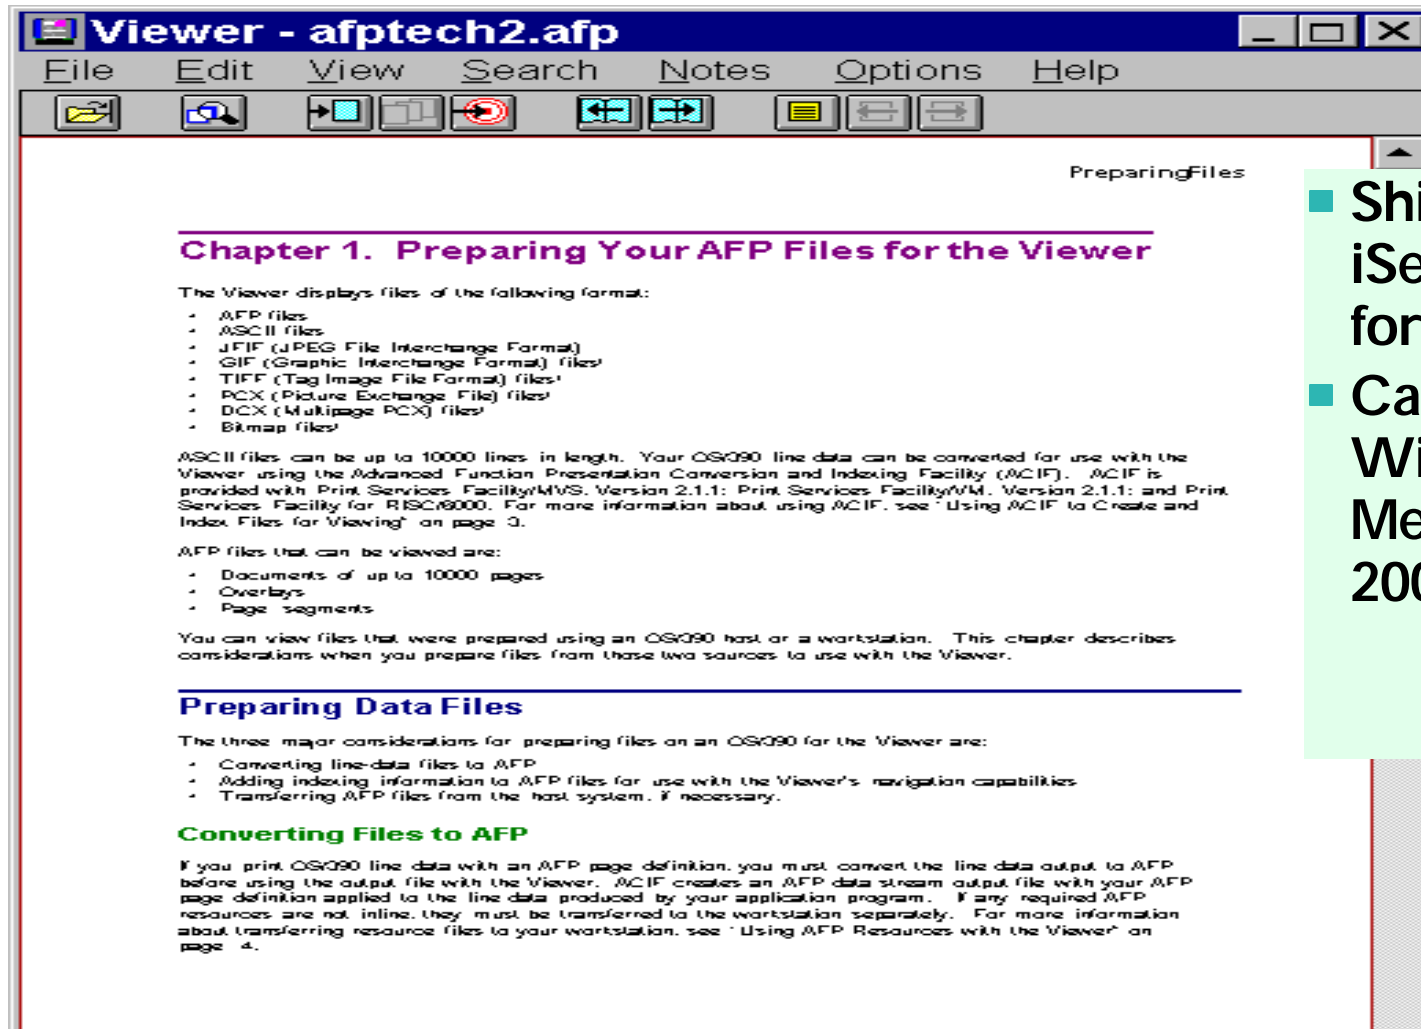 Viewer - afptech2.afp
File Edit View Search Notes Options Help
PreparingFiles
Chapter 1. Preparing Your AFP Files for the Viewer
The Viewer displays files of the following format:
• AFP files
• ASCII files
• JFIF (JPEG File Interchange Format)
• GIF (Graphic Interchange Format) files¹
• TIFF (Tag Image File Format) files¹
• PCX (Picture Exchange File) files¹
• DCX (Multipage PCX) files¹
• Bitmap files¹
ASCII files can be up to 10000 lines in length. Your OS/390 line data can be converted for use with the
Viewer using the Advanced Function Presentation Conversion and Indexing Facility (ACIF). ACIF is
provided with Print Services Facility/MVS, Version 2.1.1; Print Services Facility/VM, Version 2.1.1; and Print
Services Facility for RISC/6000. For more information about using ACIF, see "Using ACIF to Create and
Index Files for Viewing" on page 3.
AFP files that can be viewed are:
• Documents of up to 10000 pages
• Overlays
• Page segments
You can view files that were prepared using an OS/390 host or a workstation. This chapter describes
considerations when you prepare files from those two sources to use with the Viewer.
Preparing Data Files
The three major considerations for preparing files on an OS/390 for the Viewer are:
• Converting line-data files to AFP
• Adding indexing information to AFP files for use with the Viewer's navigation capabilities
• Transferring AFP files from the host system, if necessary.
Converting Files to AFP
If you print OS/390 line data with an AFP page definition, you must convert the line data output to AFP
before using the output file with the Viewer. ACIF creates an AFP data stream output file with your AFP
page definition applied to the line data produced by your application program. If any required AFP
resources are not inline, they must be transferred to the workstation separately. For more information
about transferring resource files to your workstation, see "Using AFP Resources with the Viewer" on
page 4.
Shi
iSe
for
Ca
Wi
Me
200